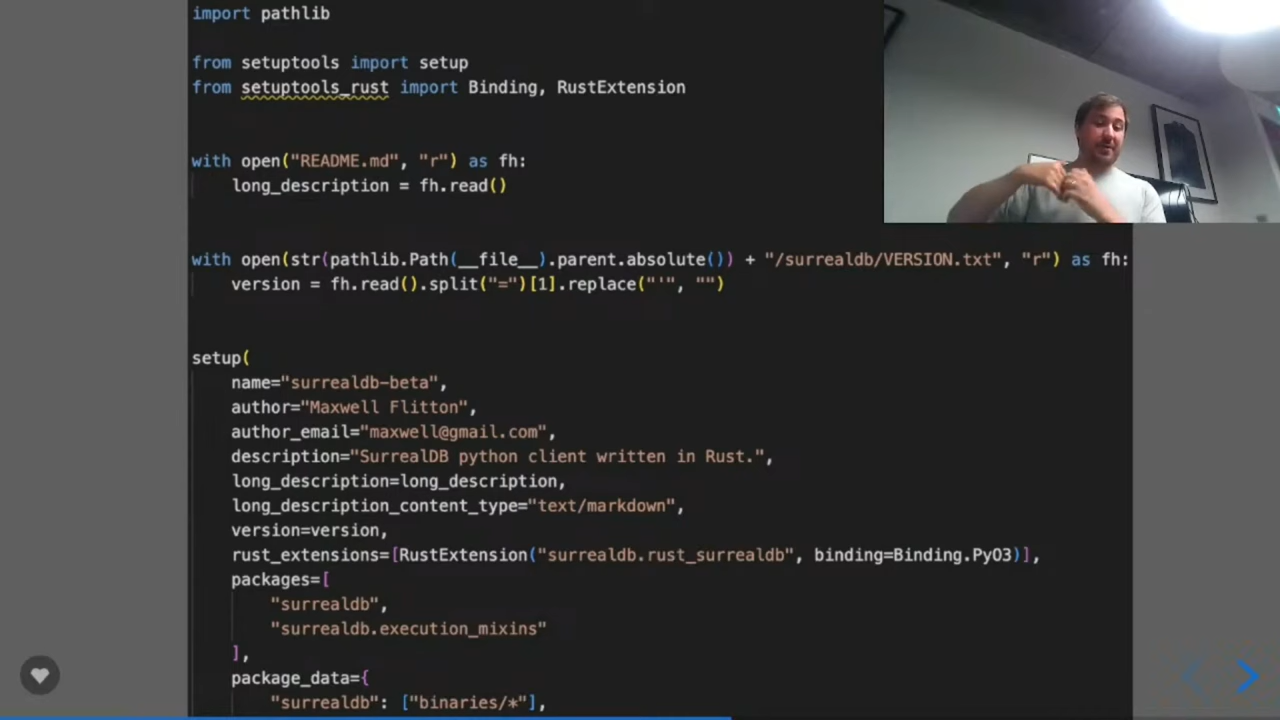 import pathlib
from setuptools import setup
from setuptools_rust import Binding, RustExtension
with open("README.md", "r") as fh:
    long_description = fh.read()
with open(str(pathlib.Path(__file__).parent.absolute()) + "/surrealdb/VERSION.txt", "r") as fh:
    version = fh.read().split("=")[1].replace("'", "")
setup(
    name="surrealdb-beta",
    author="Maxwell Flitton",
    author_email="maxwell@gmail.com",
    description="SurrealDB python client written in Rust.",
    long_description=long_description,
    long_description_content_type="text/markdown",
    version=version,
    rust_extensions=[RustExtension("surrealdb.rust_surrealdb", binding=Binding.PyO3)],
    packages=[
        "surrealdb",
        "surrealdb.execution_mixins"
    ],
    package_data={
        "surrealdb": ["binaries/*"],